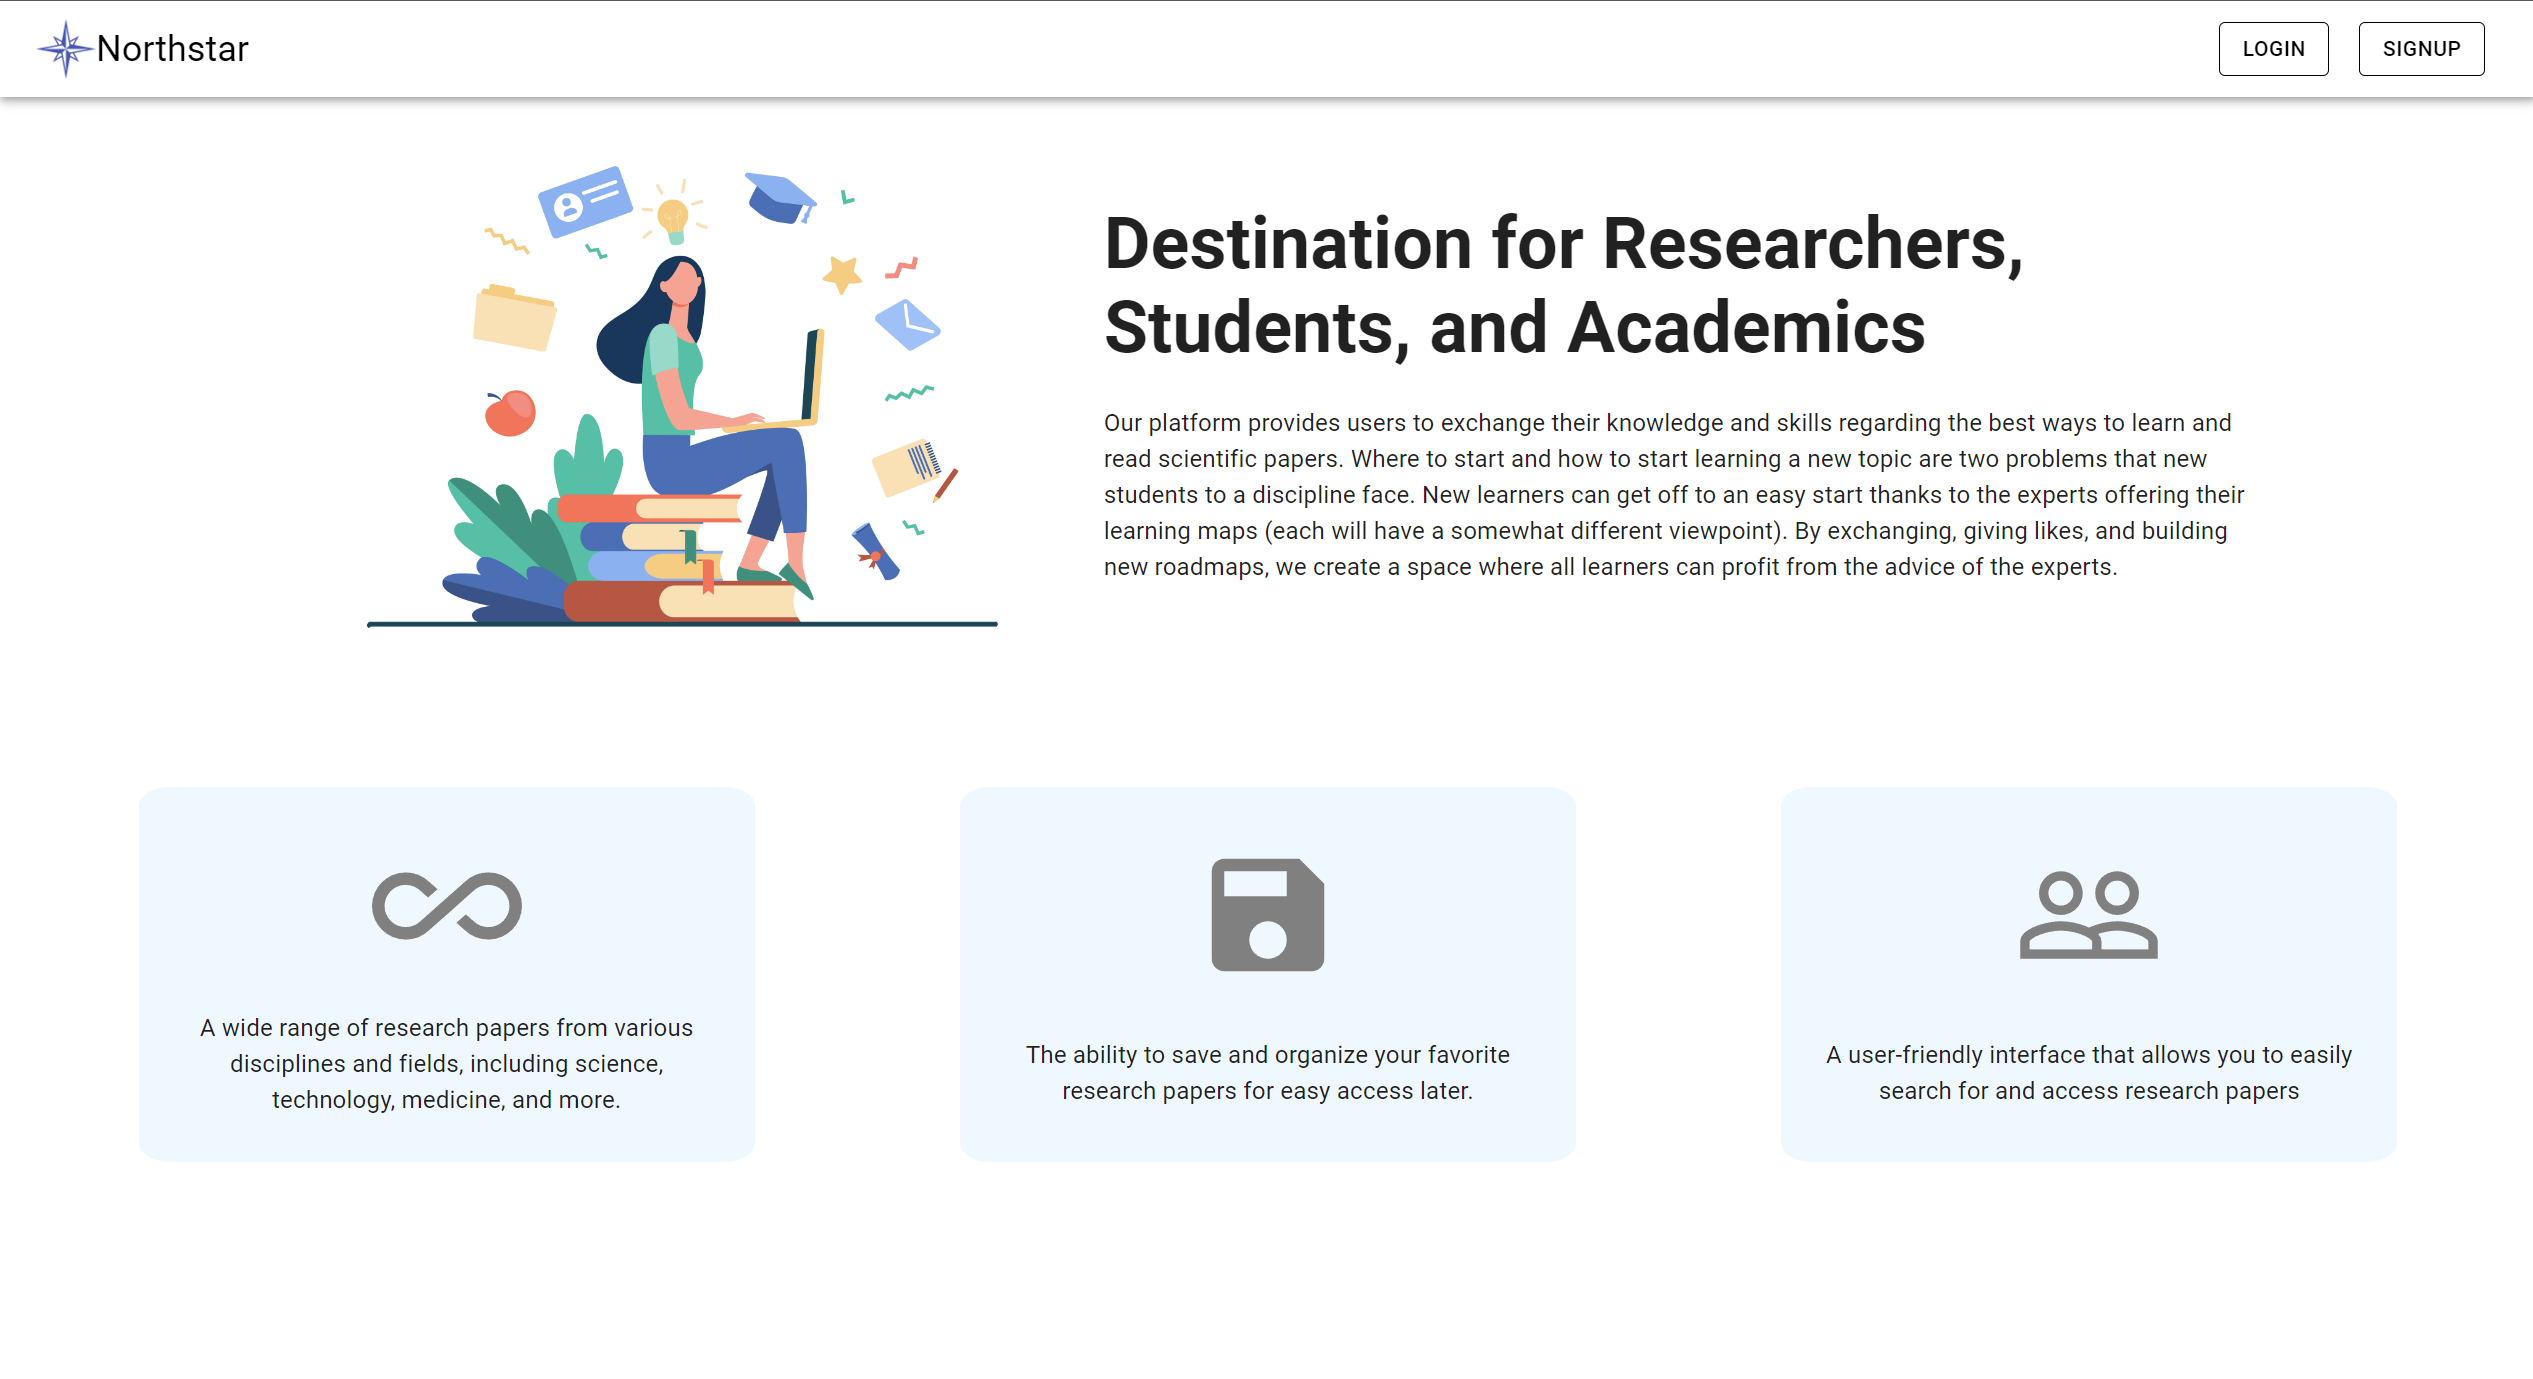 Northstar
LOGIN
SIGNUP
Destination for Researchers,
Students, and Academics
Our platform provides users to exchange their knowledge and skills regarding the best ways to learn and
read scientific papers. Where to start and how to start learning a new topic are two problems that new
students to a discipline face. New learners can get off to an easy start thanks to the experts offering their
learning maps (each will have a somewhat different viewpoint). By exchanging, giving likes, and building
new roadmaps, we create a space where all learners can profit from the advice of the experts.
A wide range of research papers from various
disciplines and fields, including science,
technology, medicine, and more.
The ability to save and organize your favorite
research papers for easy access later.
A user-friendly interface that allows you to easily
search for and access research papers